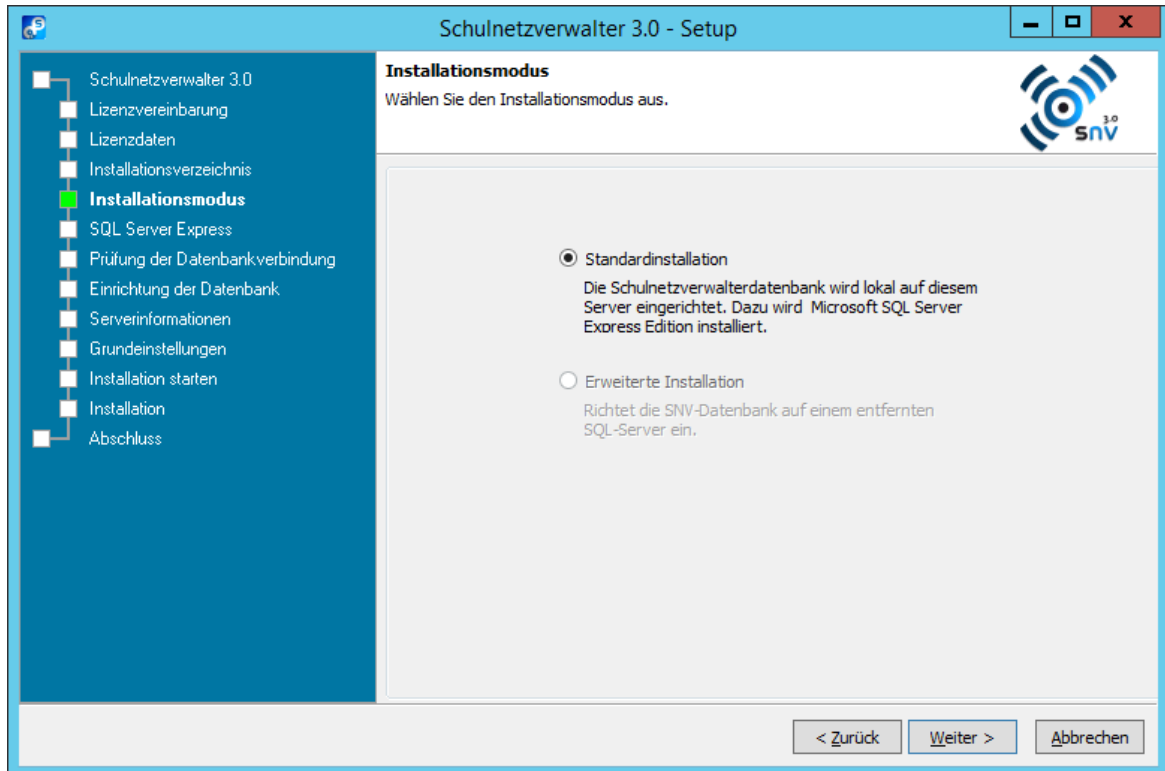 Schulnetzverwalter 3.0 - Setup
Schulnetzverwalter 3.0
Lizenzvereinbarung
Lizenzdaten
Installationsverzeichnis
Installationsmodus
SQL Server Express
Prüfung der Datenbankverbindung
Einrichtung der Datenbank
Serverinformationen
Grundeinstellungen
Installation starten
Installation
Abschluss
Installationsmodus
Wählen Sie den Installationsmodus aus.
3.0
snv
Standardinstallation
Die Schulnetzverwalterdatenbank wird lokal auf diesem
Server eingerichtet. Dazu wird Microsoft SQL Server
Express Edition installiert.
Erweiterte Installation
Richtet die SNV-Datenbank auf einem entfernten
SQL-Server ein.
< Zurück
Weiter >
Abbrechen